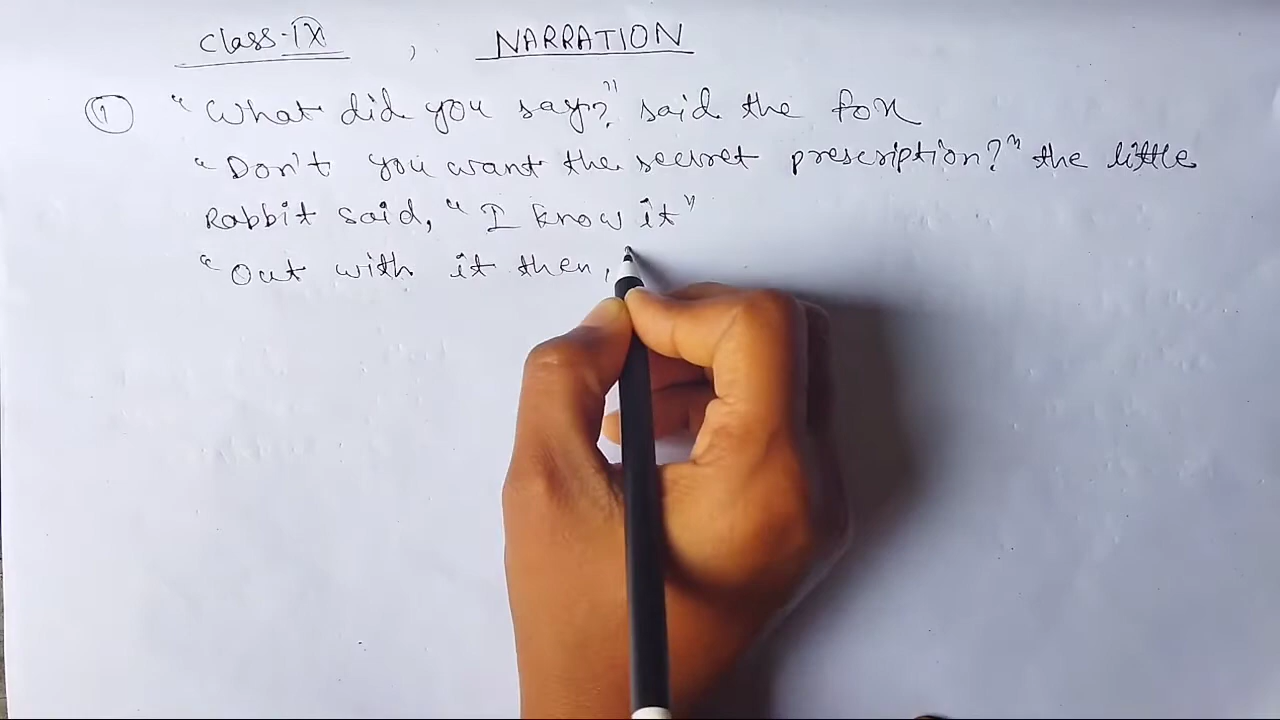 Class-IX , NARRATION
① "What did you say?" said the fox
"Don't you want the secret prescription?" the little
Rabbit said, "I know it"
"Out with it then,